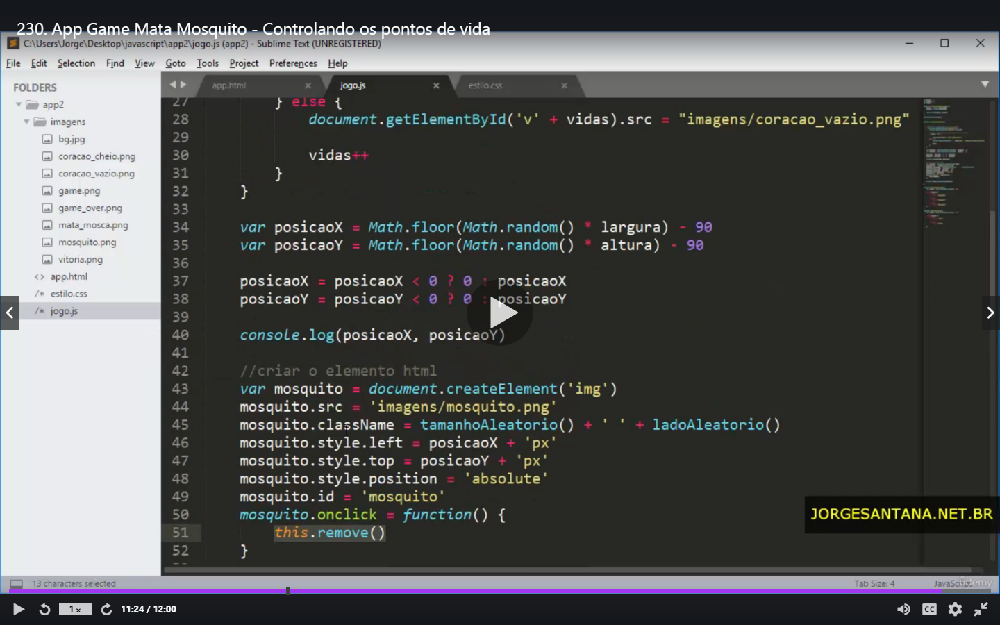 230. App Game Mata Mosquito - Controlando os pontos de vida
C:\Users\Jorge\Desktop\javascript\app2\jogo.js (app2) - Sublime Text (UNREGISTERED)
File Edit Selection Find View Goto Tools Project Preferences Help
FOLDERS
app2
imagens
bg.jpg
coracao_cheio.png
coracao_vazio.png
game.png
game_over.png
mata_mosca.png
mosquito.png
vitoria.png
<> app.html
/* estilo.css
/* jogo.js
app.html × jogo.js × estilo.css ×
27 } else {
28 document.getElementById('v' + vidas).src = "imagens/coracao_vazio.png"
29
30 vidas++
31 }
32 }
33
34 var posicaoX = Math.floor(Math.random() * largura) - 90
35 var posicaoY = Math.floor(Math.random() * altura) - 90
36
37 posicaoX = posicaoX < 0 ? 0 : posicaoX
38 posicaoY = posicaoY < 0 ? 0 : posicaoY
39
40 console.log(posicaoX, posicaoY)
41
42 //criar o elemento html
43 var mosquito = document.createElement('img')
44 mosquito.src = 'imagens/mosquito.png'
45 mosquito.className = tamanhoAleatorio() + ' ' + ladoAleatorio()
46 mosquito.style.left = posicaoX + 'px'
47 mosquito.style.top = posicaoY + 'px'
48 mosquito.style.position = 'absolute'
49 mosquito.id = 'mosquito'
50 mosquito.onclick = function() {
51 this.remove()
52 }
JORGESANTANA.NET.BR
13 characters selected
Tab Size: 4
JavaScript
ûdemy
1 x
11:24 / 12:00
CC